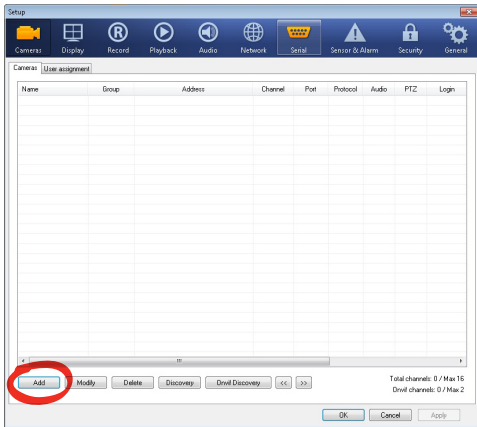 Setup
Cameras Display Record Playback Audio Network Serial Sensor & Alarm Security General
Cameras User assignment
Name Group Address Channel Port Protocol Audio PTZ Login
Add Modify Delete Discovery Onvil Discovery << >>
Total channels: 0 / Max 16
Onvil channels: 0 / Max 2
OK Cancel Apply